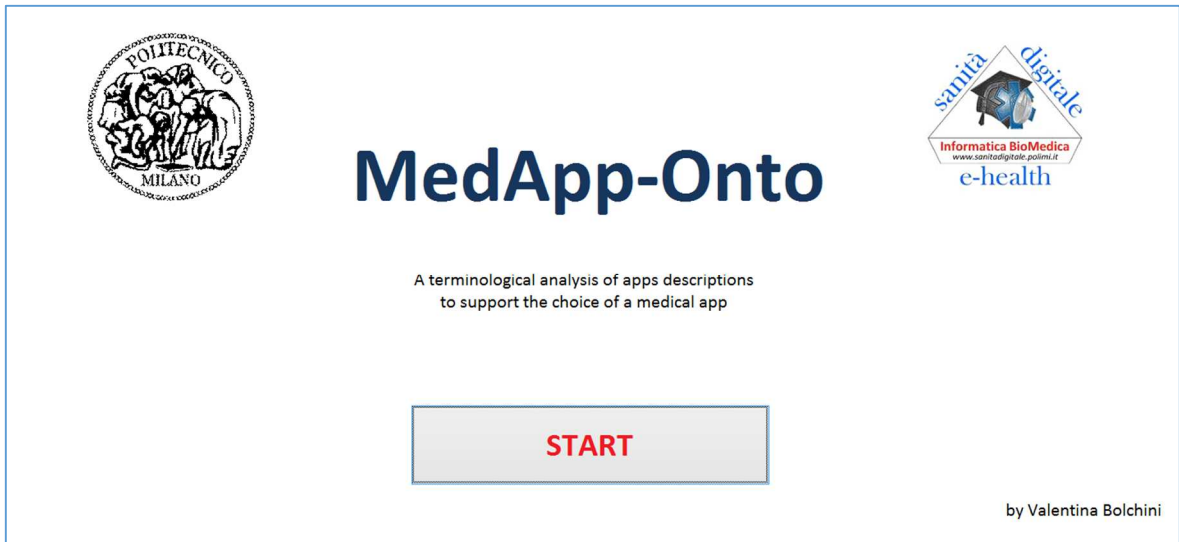 POLITECNICO
MILANO
sanità digitale
Informatica BioMedica
www.sanitadigitale.polimi.it
e-health
MedApp-Onto
A terminological analysis of apps descriptions
to support the choice of a medical app
START
by Valentina Bolchini